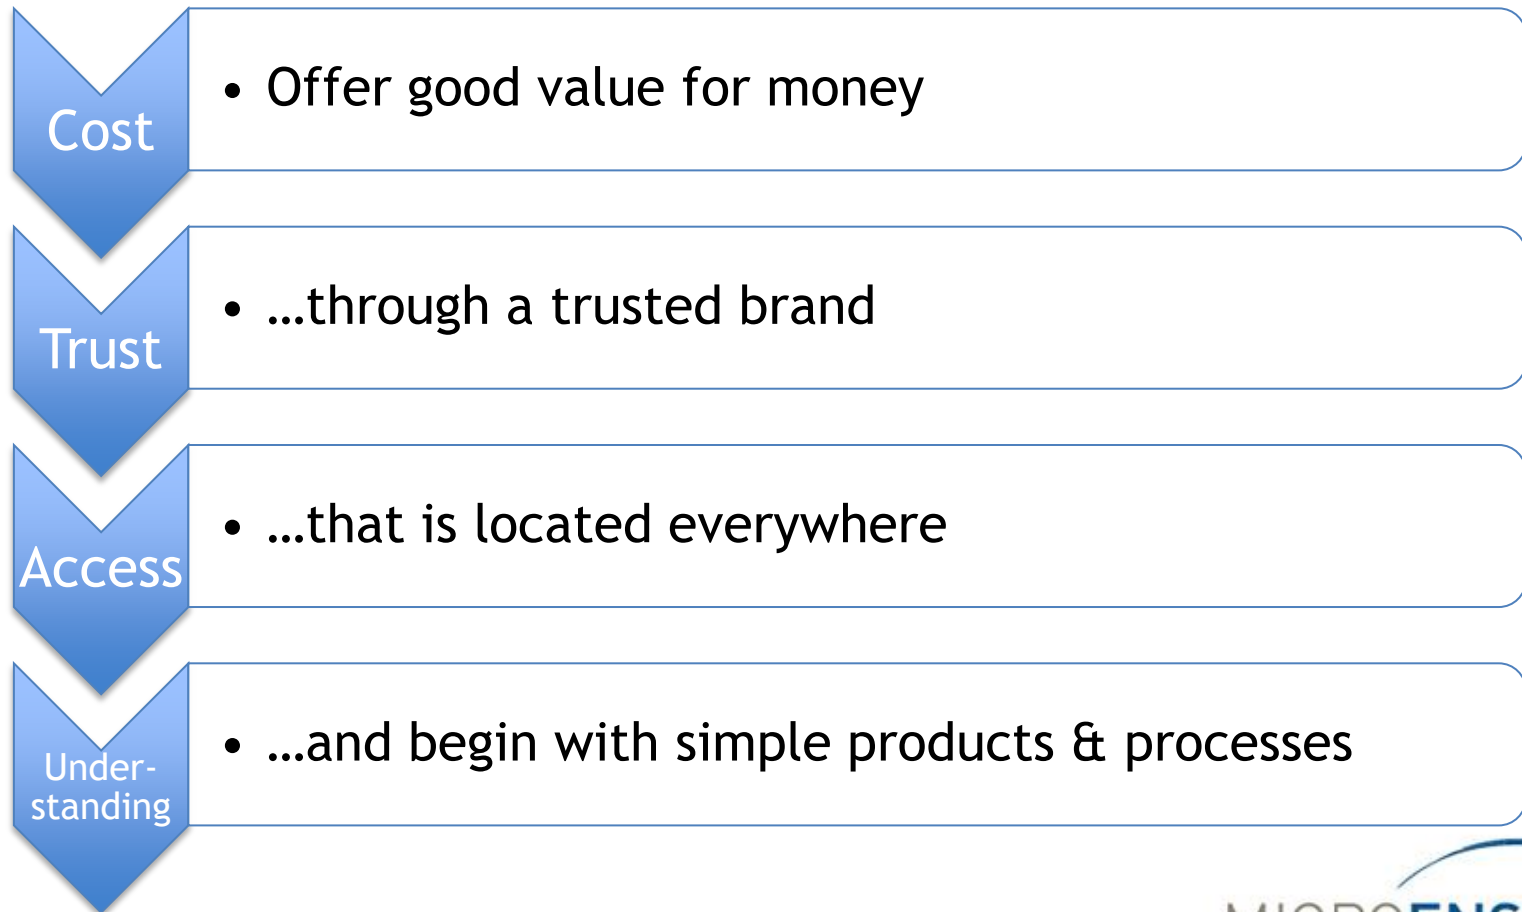 Cost
• Offer good value for money
Trust
• …through a trusted brand
Access
• …that is located everywhere
Under-
standing
• …and begin with simple products & processes